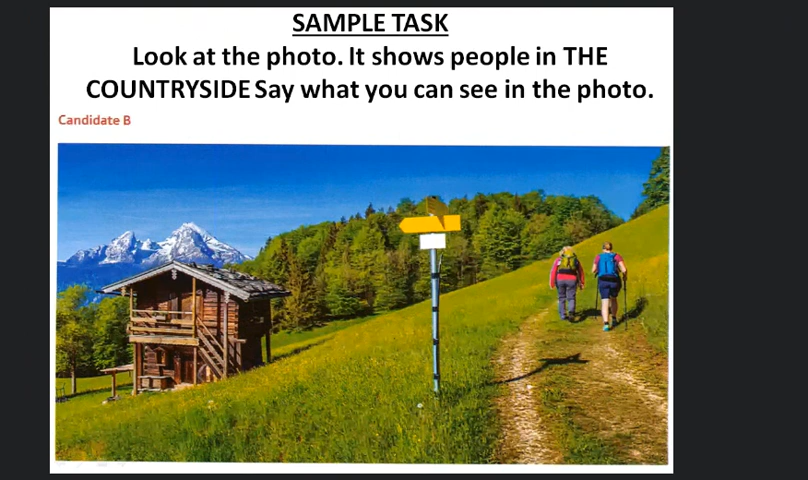 SAMPLE TASK
Look at the photo. It shows people in THE
COUNTRYSIDE Say what you can see in the photo.
Candidate B